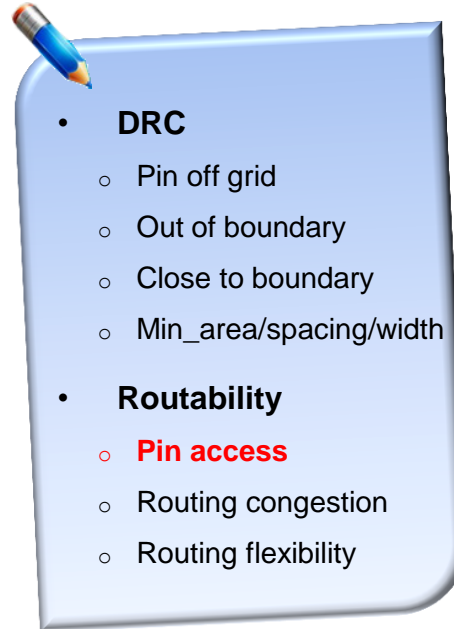 • DRC
o Pin off grid
o Out of boundary
o Close to boundary
o Min_area/spacing/width
• Routability
o Pin access
o Routing congestion
o Routing flexibility